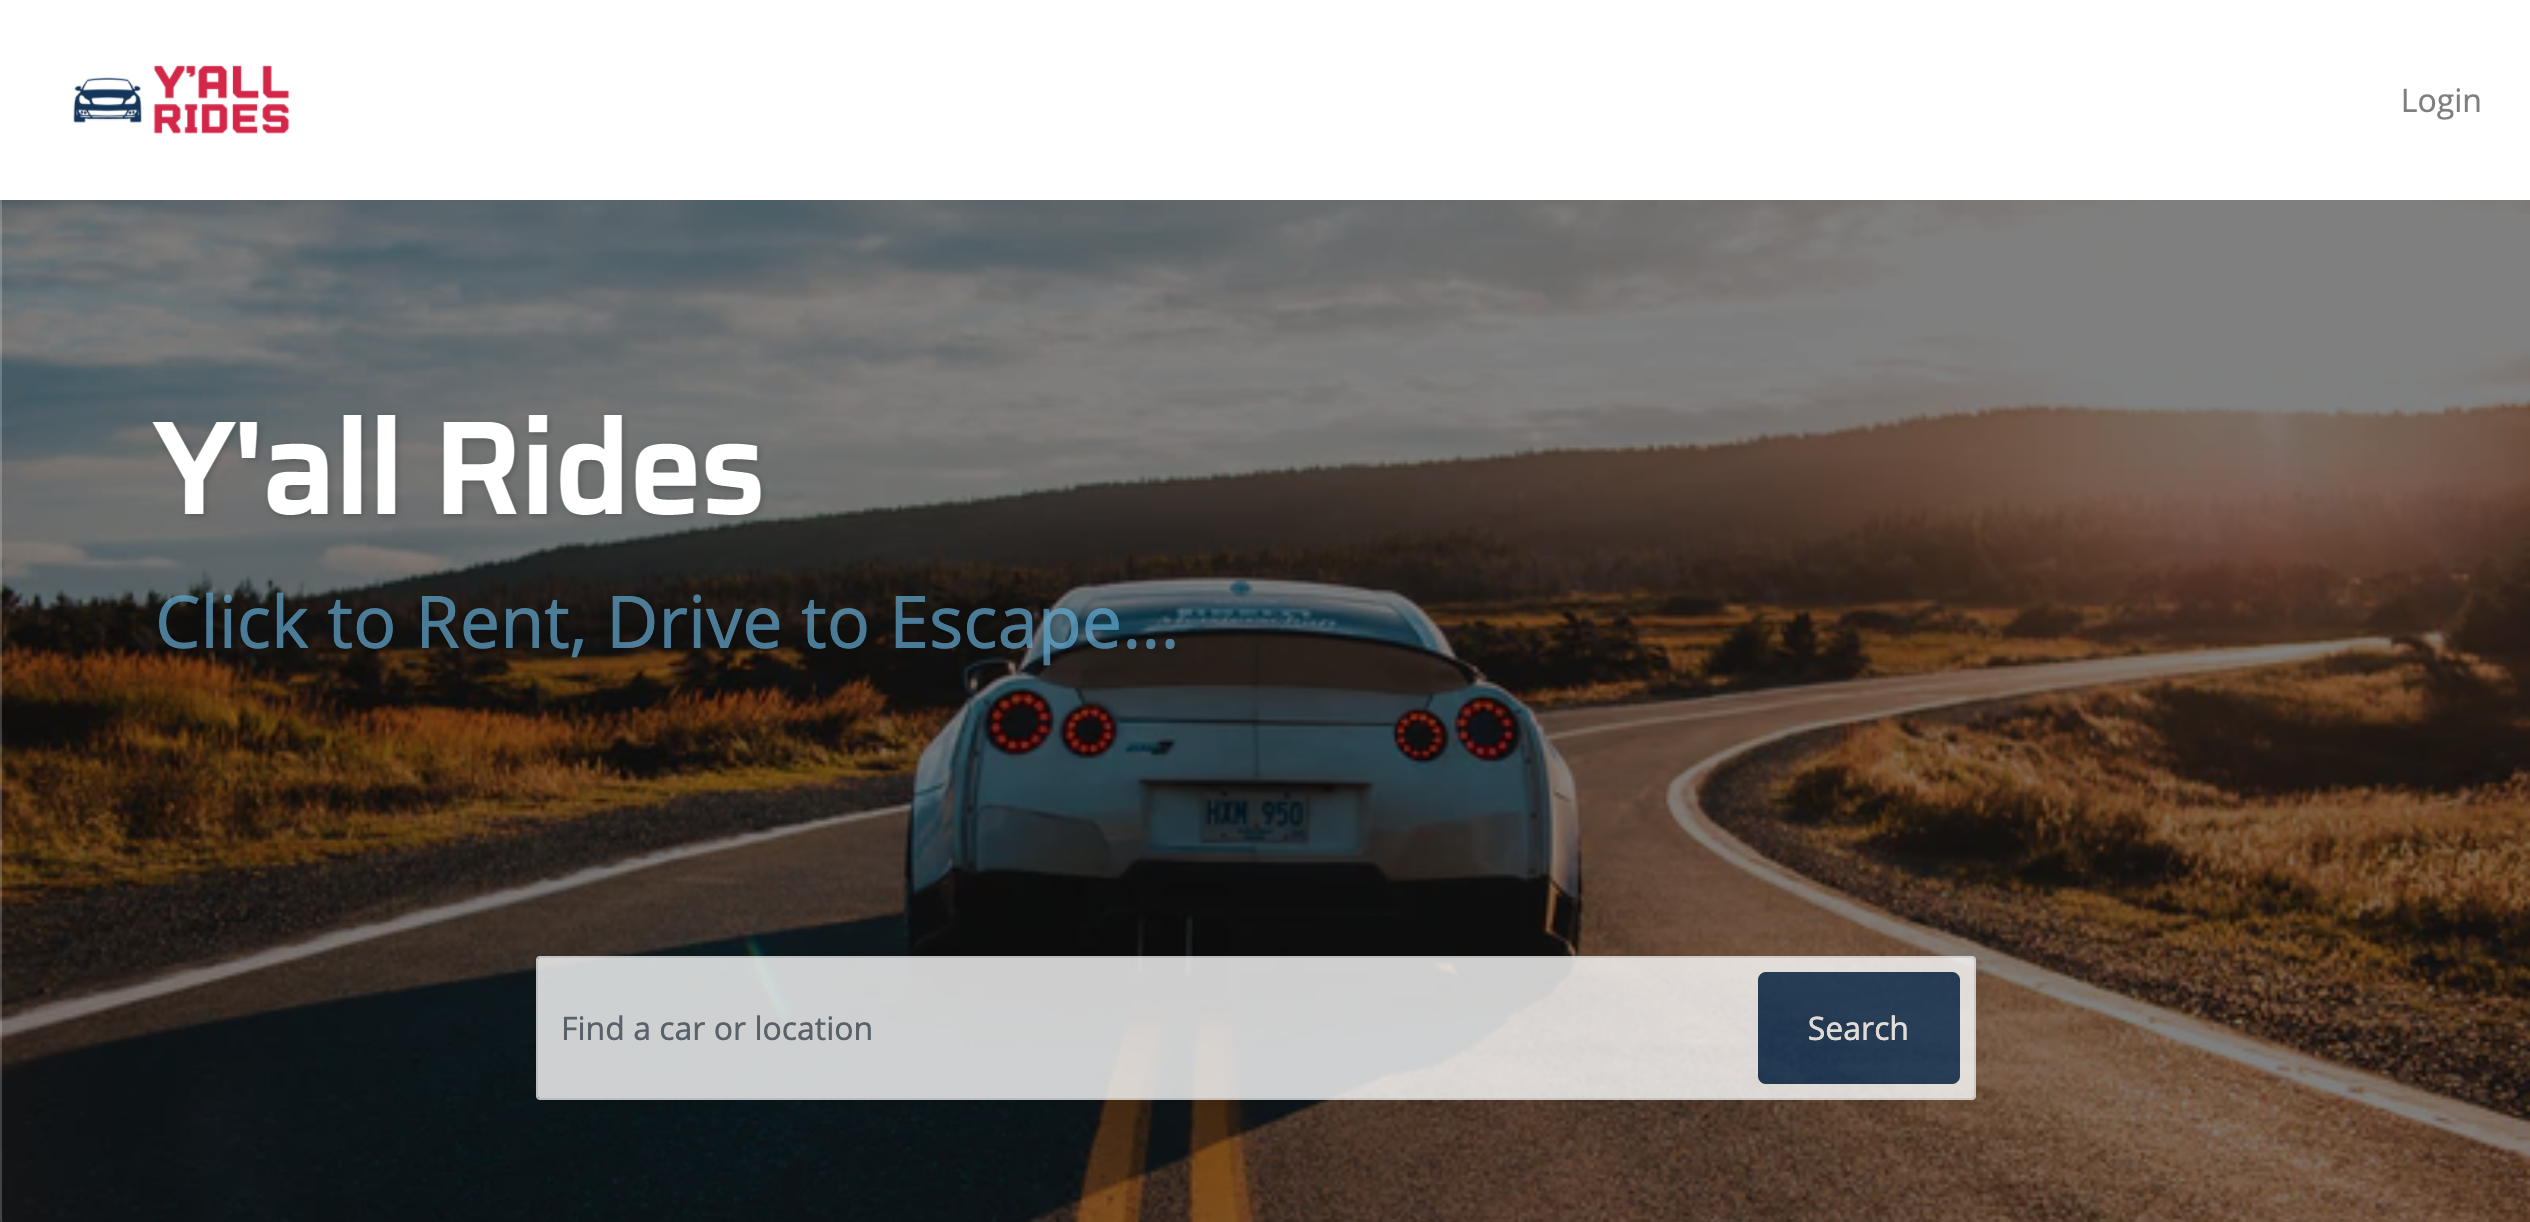 Y'ALL
RIDES
Login
Y'all Rides
Click to Rent, Drive to Escape...
HXM 950
Find a car or location
Search